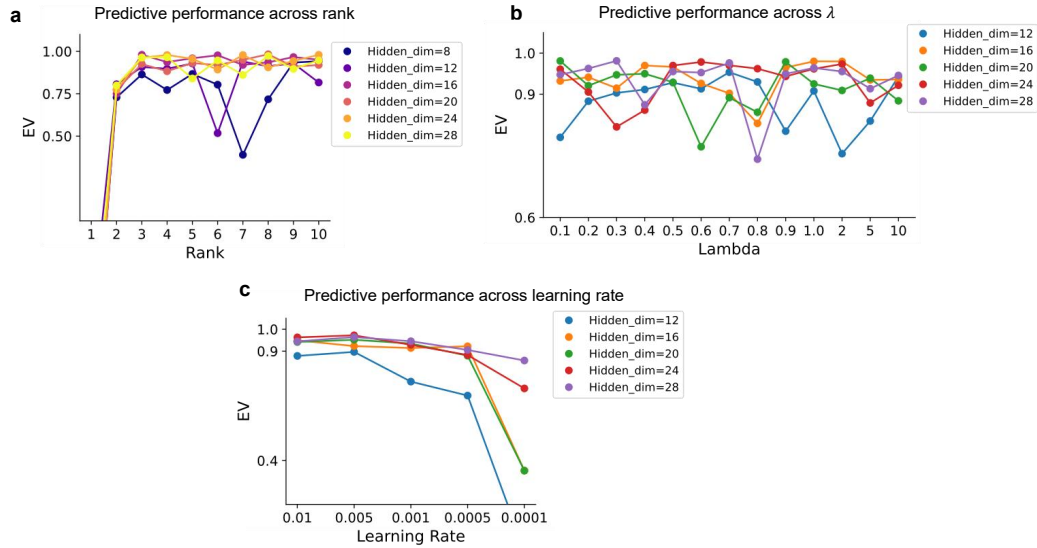 a
Predictive performance across rank
1.00
0.75
0.50
EV
1 2 3 4 5 6 7 8 9 10
Rank
Hidden_dim=8
Hidden_dim=12
Hidden_dim=16
Hidden_dim=20
Hidden_dim=24
Hidden_dim=28
b
Predictive performance across λ
1.0
0.9
0.6
EV
0.1 0.2 0.3 0.4 0.5 0.6 0.7 0.8 0.9 1.0 2 5 10
Lambda
Hidden_dim=12
Hidden_dim=16
Hidden_dim=20
Hidden_dim=24
Hidden_dim=28
c
Predictive performance across learning rate
1.0
0.9
0.4
EV
0.01 0.005 0.001 0.0005 0.0001
Learning Rate
Hidden_dim=12
Hidden_dim=16
Hidden_dim=20
Hidden_dim=24
Hidden_dim=28